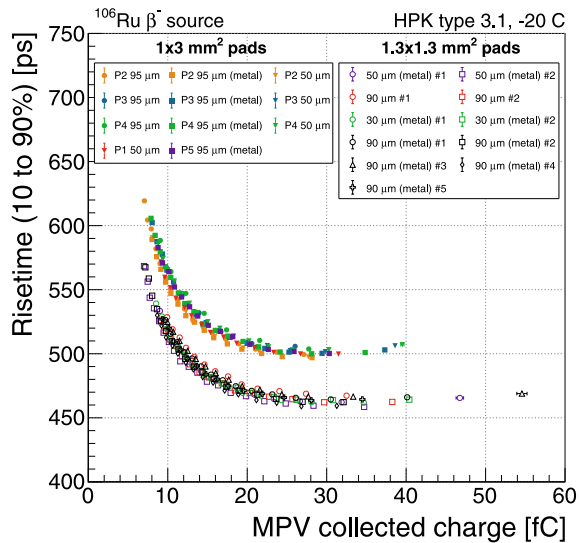 ¹⁰⁶Ru β⁻ source HPK type 3.1, -20 C
1x3 mm² pads
P2 95 μm P2 95 μm (metal) P2 50 μm
P3 95 μm P3 95 μm (metal) P3 50 μm
P4 95 μm P4 95 μm (metal) P4 50 μm
P1 50 μm P5 95 μm (metal)
1.3x1.3 mm² pads
50 μm (metal) #1 50 μm (metal) #2
90 μm #1 90 μm #2
30 μm (metal) #1 30 μm (metal) #2
90 μm (metal) #1 90 μm (metal) #2
90 μm (metal) #3 90 μm (metal) #4
90 μm (metal) #5
Risetime (10 to 90%) [ps]
750
700
650
600
550
500
450
400
0 10 20 30 40 50 60
MPV collected charge [fC]